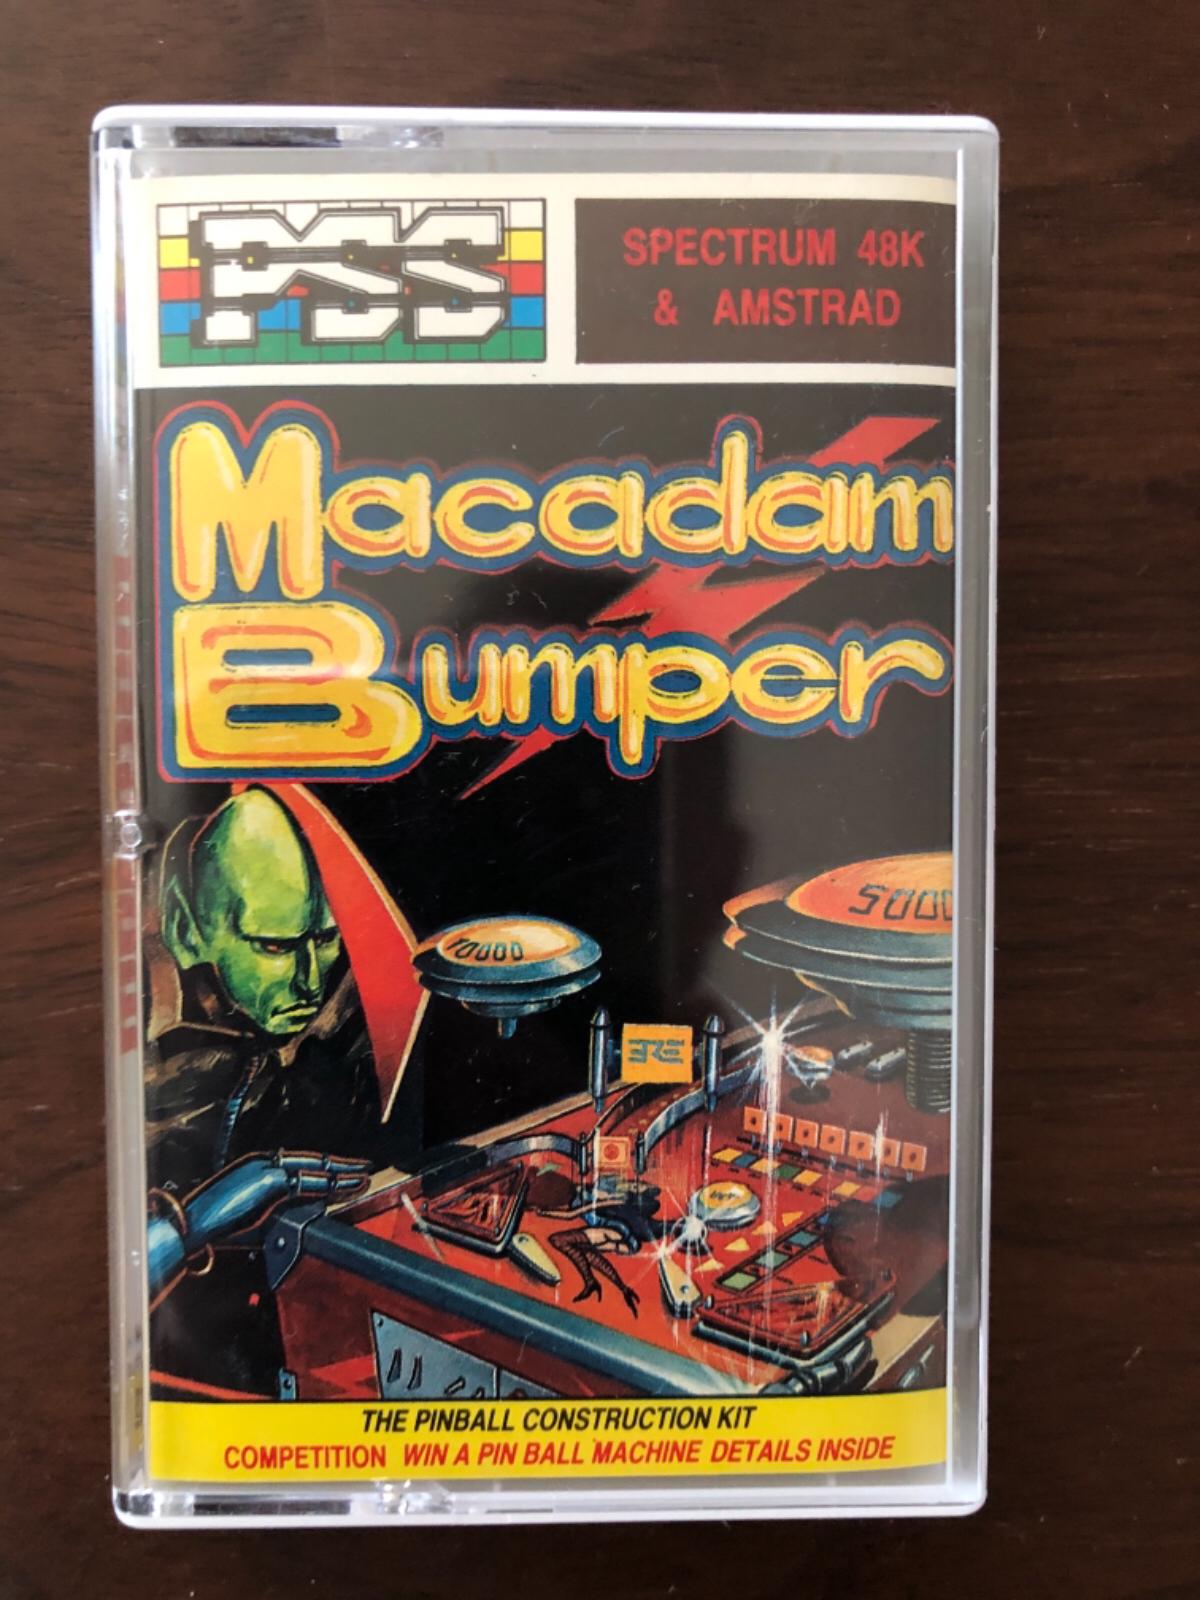 PSS
SPECTRUM 48K
& AMSTRAD
Macadam
Bumper
10000
5000
ERE
THE PINBALL CONSTRUCTION KIT
COMPETITION WIN A PIN BALL MACHINE DETAILS INSIDE